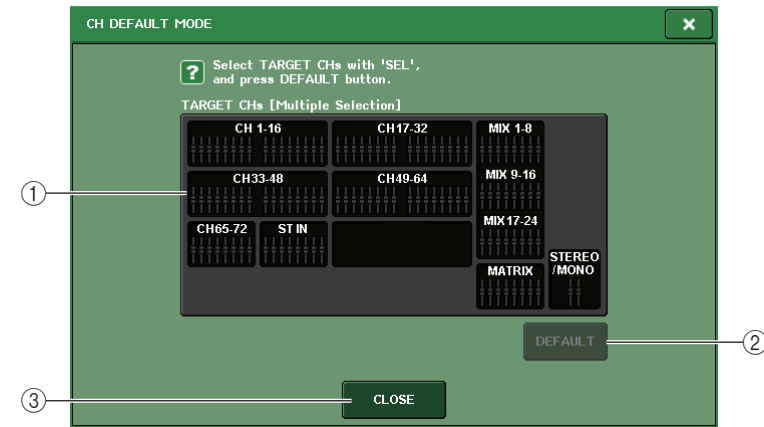 CH DEFAULT MODE
×
? Select TARGET CHs with 'SEL',
and press DEFAULT button.
TARGET CHs [Multiple Selection]
CH 1-16
CH17-32
MIX 1-8
CH33-48
CH49-64
MIX 9-16
CH65-72
ST IN
MIX17-24
MATRIX
STEREO
/MONO
DEFAULT
CLOSE
①
②
③